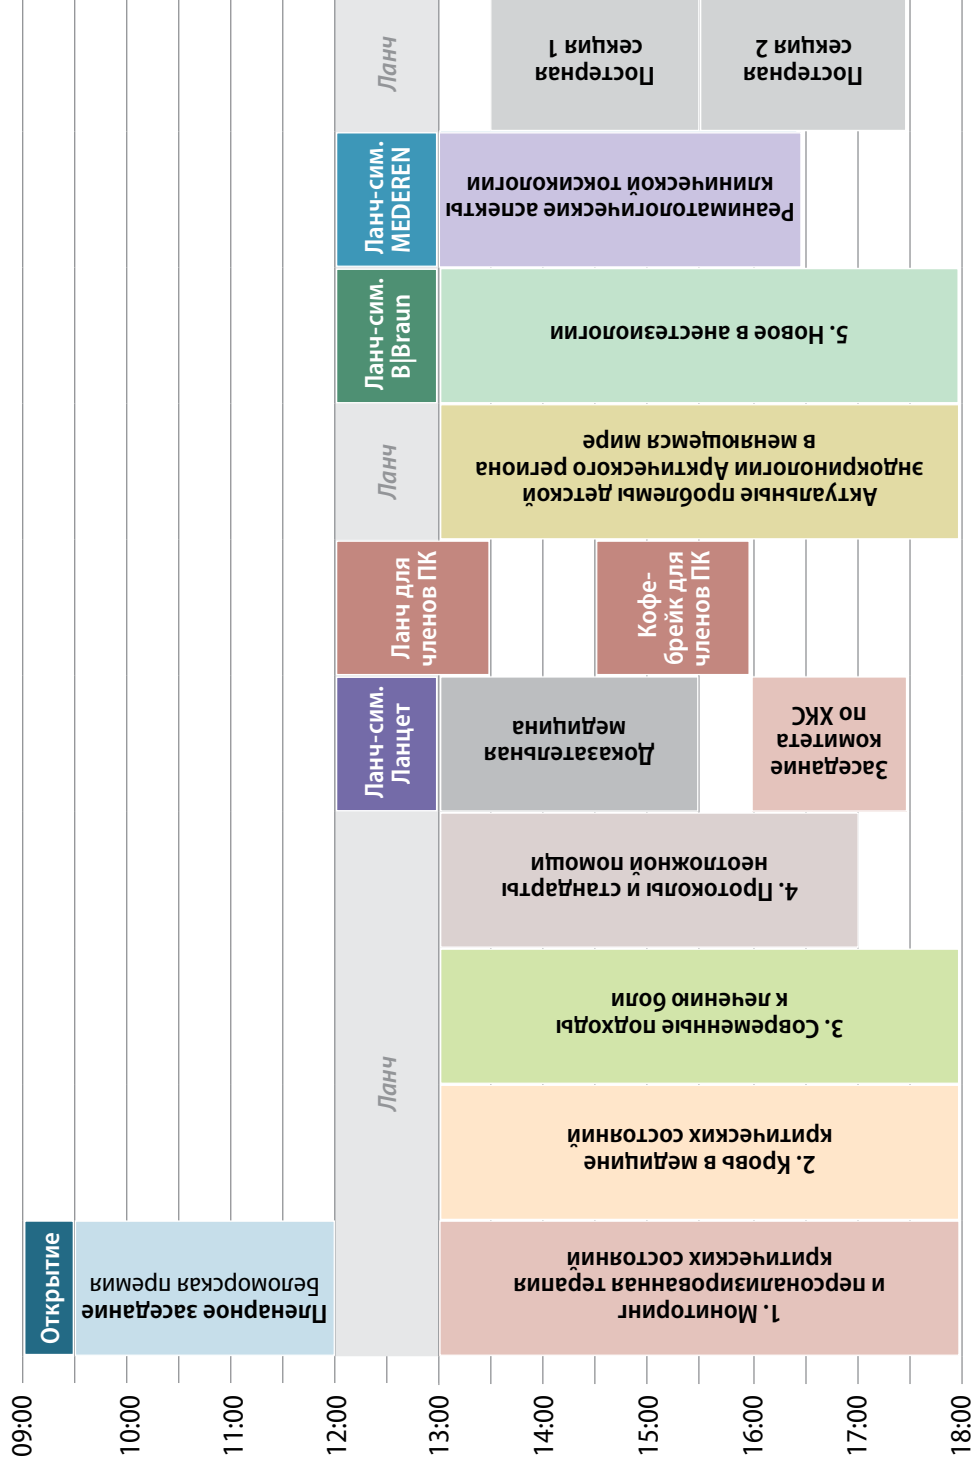 09:00
10:00
11:00
12:00
13:00
14:00
15:00
16:00
17:00
18:00
Открытие
Пленарное заседание
Беломорская премия
Ланч
1. Мониторинг
и персонализированная терапия
критических состояний
2. Кровь в медицине
критических состояний
3. Современные подходы
к лечению боли
4. Протоколы и стандарты
неотложной помощи
Ланч-сим.
Ланцет
Доказательная
медицина
Заседание
комитета
по ХКС
Ланч для
членов ПК
Кофе-
брейк для
членов ПК
Ланч
Актуальные проблемы детской
эндокринологии Арктического региона
в меняющемся мире
Ланч-сим.
B|Braun
5. Новое в анестезиологии
Ланч-сим.
MEDEREN
Реаниматологические аспекты
клинической токсикологии
Ланч
Постерная
секция 1
Постерная
секция 2